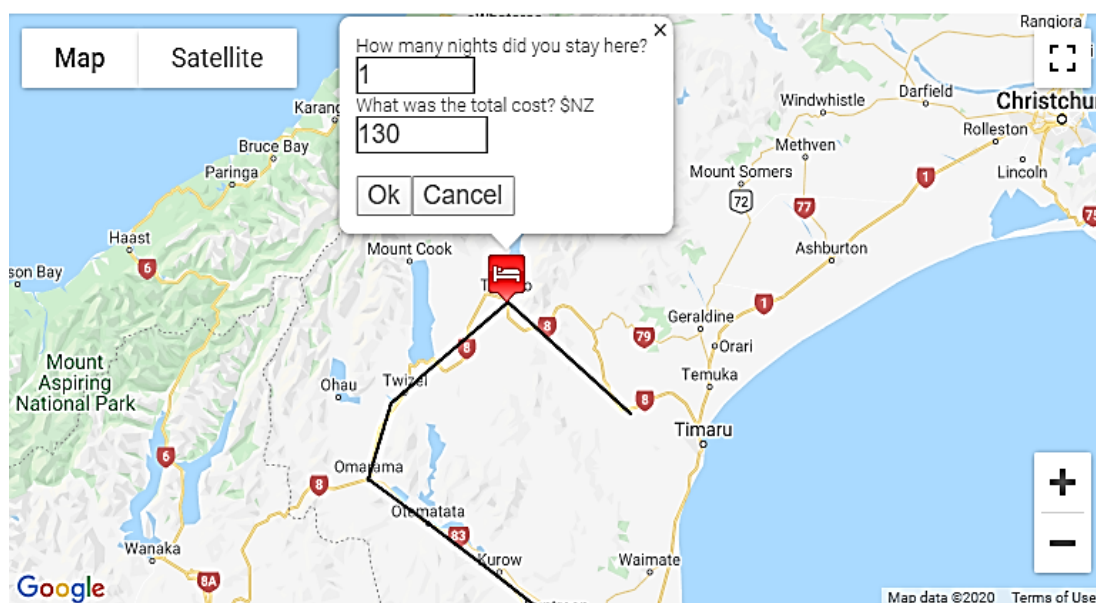 Rangiora
How many nights did you stay here?
×
1
What was the total cost? $NZ
130
Ok Cancel
Map Satellite
Windwhistle
Darfield
Christchur
Rolleston
Lincoln
Methven
Mount Somers
Bruce Bay
Paringa
72
77
1
75
Haast
6
Mount Cook
Ashburton
son Bay
8
79
Geraldine
1
Orari
Mount
Aspiring
National Park
8
Ohau
Twizel
Temuka
8
Timaru
6
Omarama
8
Otematata
83
Wanaka
Kurow
Waimate
8A
+
−
Google
Map data ©2020 Terms of Use